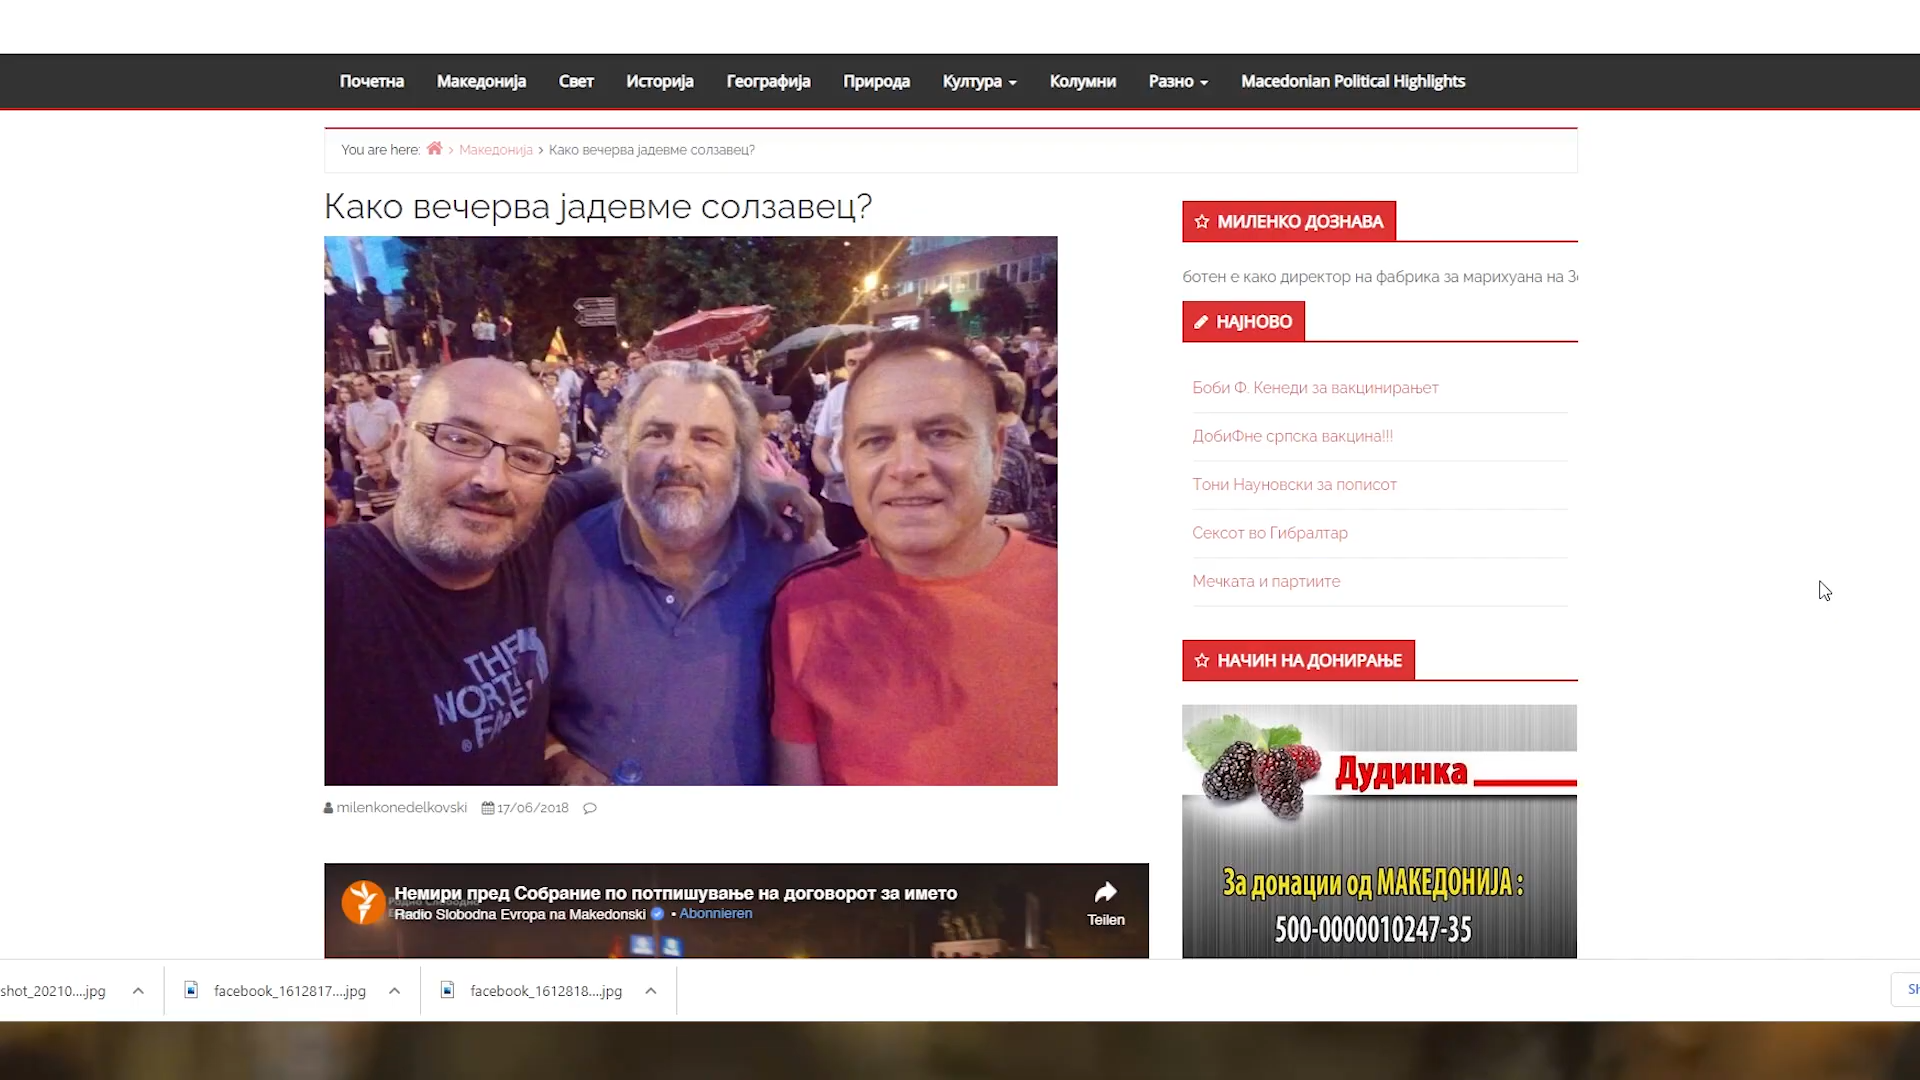 Почетна Македонија Свет Историја Географија Природа Култура Колумни Разно Macedonian Political Highlights
You are here: > Македонија > Како вечерва јадевме солзавец?
Како вечерва јадевме солзавец?
THE
NORTH
FACE
milenkonedelkovski 17/06/2018
Немири пред Собрание по потпишување на договорот за името
Radio Slobodna Evropa na Makedonski • Abonnieren
Teilen
МИЛЕНКО ДОЗНАВА
ботен е како директор на фабрика за марихуана на З
НАЈНОВО
Боби Ф. Кенеди за вакцинирањет
ДобиФне српска вакцина!!!
Тони Науновски за пописот
Сексот во Гибралтар
Мечката и партиите
НАЧИН НА ДОНИРАЊЕ
Дудинка
За донации од МАКЕДОНИЈА :
500-0000010247-35
shot_20210....jpg facebook_1612817....jpg facebook_1612818....jpg